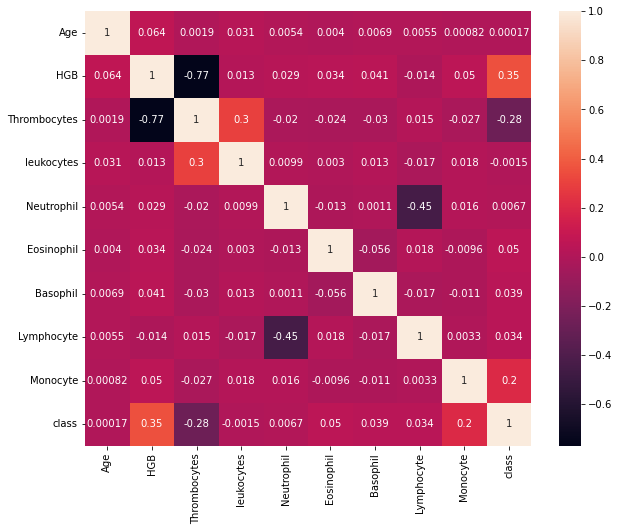 1.0
Age 1 0.064 0.0019 0.031 0.0054 0.004 0.0069 0.0055 0.00082 0.00017
HGB 0.064 1 -0.77 0.013 0.029 0.034 0.041 -0.014 0.05 0.35
0.8
Thrombocytes 0.0019 -0.77 1 0.3 -0.02 -0.024 -0.03 0.015 -0.027 -0.28
0.6
leukocytes 0.031 0.013 0.3 1 0.0099 0.003 0.013 -0.017 0.018 -0.0015
0.4
Neutrophil 0.0054 0.029 -0.02 0.0099 1 -0.013 0.0011 -0.45 0.016 0.0067
0.2
Eosinophil 0.004 0.034 -0.024 0.003 -0.013 1 -0.056 0.018 -0.0096 0.05
0.0
Basophil 0.0069 0.041 -0.03 0.013 0.0011 -0.056 1 -0.017 -0.011 0.039
-0.2
Lymphocyte 0.0055 -0.014 0.015 -0.017 -0.45 0.018 -0.017 1 0.0033 0.034
-0.4
Monocyte 0.00082 0.05 -0.027 0.018 0.016 -0.0096 -0.011 0.0033 1 0.2
-0.6
class 0.00017 0.35 -0.28 -0.0015 0.0067 0.05 0.039 0.034 0.2 1
Age
HGB
Thrombocytes
leukocytes
Neutrophil
Eosinophil
Basophil
Lymphocyte
Monocyte
class